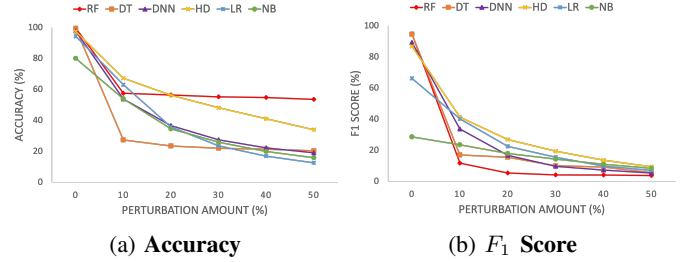 RF DT DNN HD LR NB
100
80
60
40
20
0
ACCURACY (%)
0 10 20 30 40 50
PERTURBATION AMOUNT (%)
(a) Accuracy
RF DT DNN HD LR NB
100
80
60
40
20
0
F1 SCORE (%)
0 10 20 30 40 50
PERTURBATION AMOUNT (%)
(b) F₁ Score